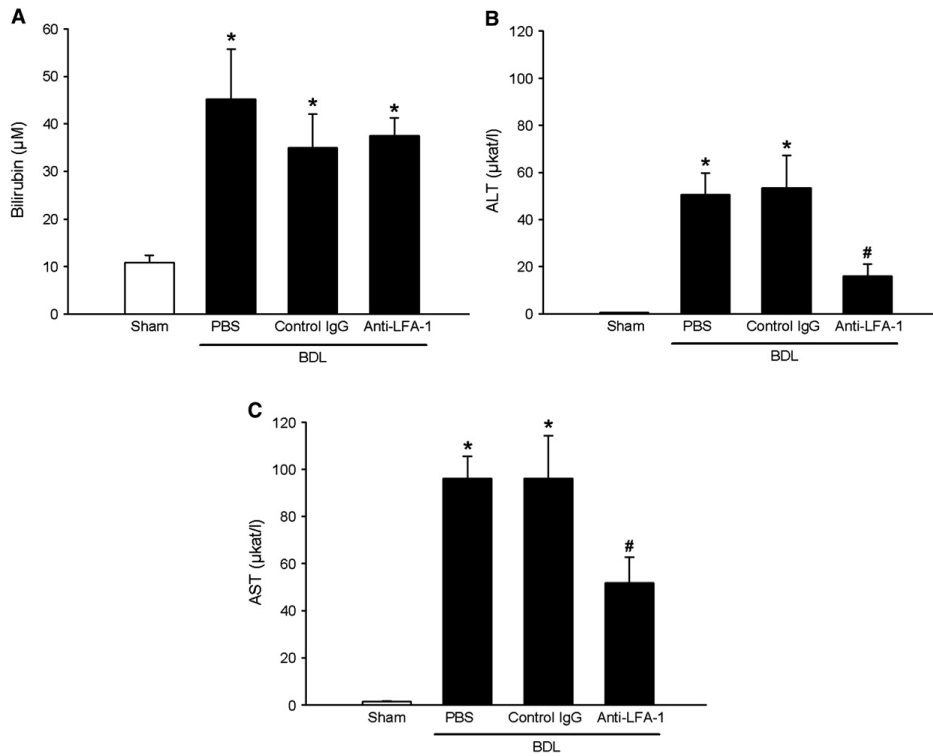 A
Bilirubin (µM)
60
50
40
30
20
10
0
*
*
*
Sham PBS Control IgG Anti-LFA-1
BDL
B
ALT (µkat/l)
120
100
80
60
40
20
0
*
*
#
Sham PBS Control IgG Anti-LFA-1
BDL
C
AST (µkat/l)
120
100
80
60
40
20
0
*
*
#
Sham PBS Control IgG Anti-LFA-1
BDL